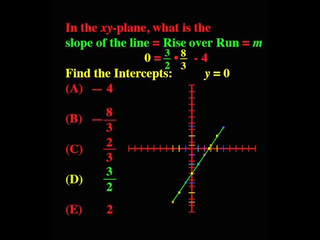 In the xy-plane, what is the
slope of the line = Rise over Run = m
0 = 3/2 • 8/3 - 4
Find the Intercepts: y = 0
(A) — 4
(B) — 8/3
(C) 2/3
(D) 3/2
(E) 2